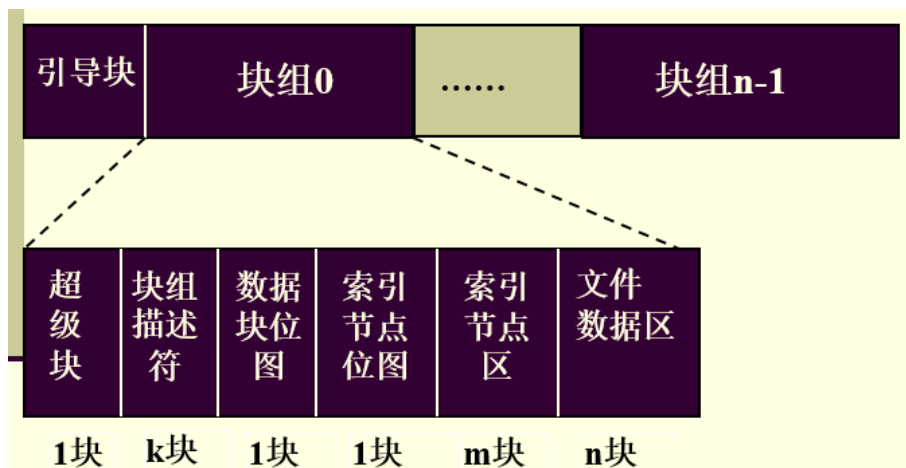 引导块 块组0 …… 块组n-1
超级块 块组描述符 数据块位图 索引节点位图 索引节点区 文件数据区
1块 k块 1块 1块 m块 n块